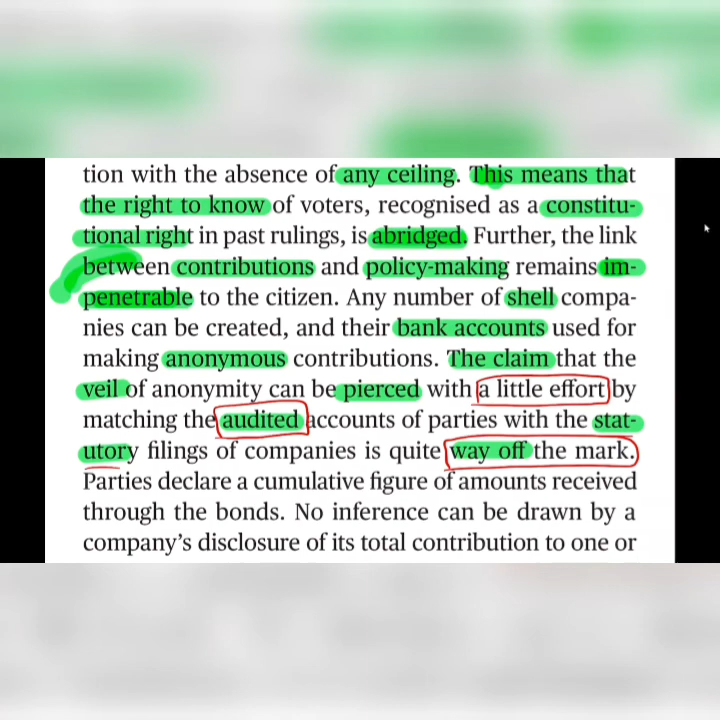 tion with the absence of any ceiling. This means that
the right to know of voters, recognised as a constitu-
tional right in past rulings, is abridged. Further, the link
between contributions and policy-making remains im-
penetrable to the citizen. Any number of shell compa-
nies can be created, and their bank accounts used for
making anonymous contributions. The claim that the
veil of anonymity can be pierced with a little effort by
matching the audited accounts of parties with the stat-
utory filings of companies is quite way off the mark.
Parties declare a cumulative figure of amounts received
through the bonds. No inference can be drawn by a
company’s disclosure of its total contribution to one or